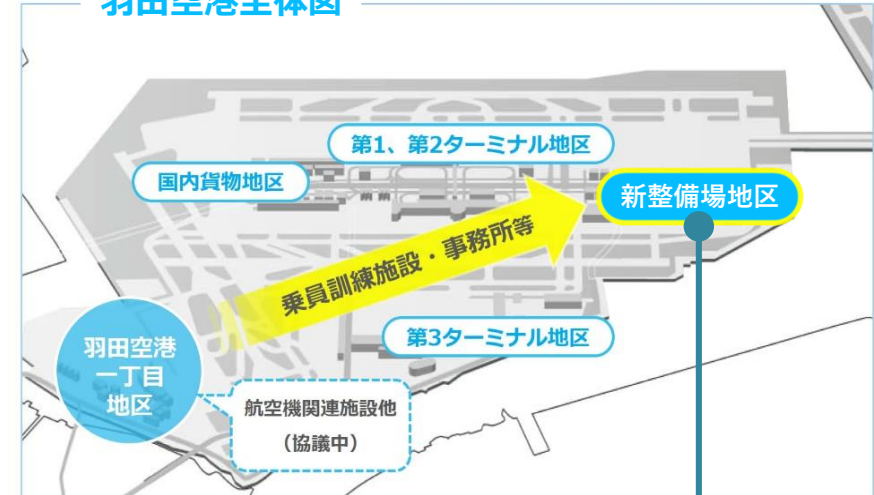 羽田空港全体図
第1、第2ターミナル地区
国内貨物地区
新整備場地区
乗員訓練施設・事務所等
第3ターミナル地区
羽田空港
一丁目
地区
航空機関連施設他
（協議中）